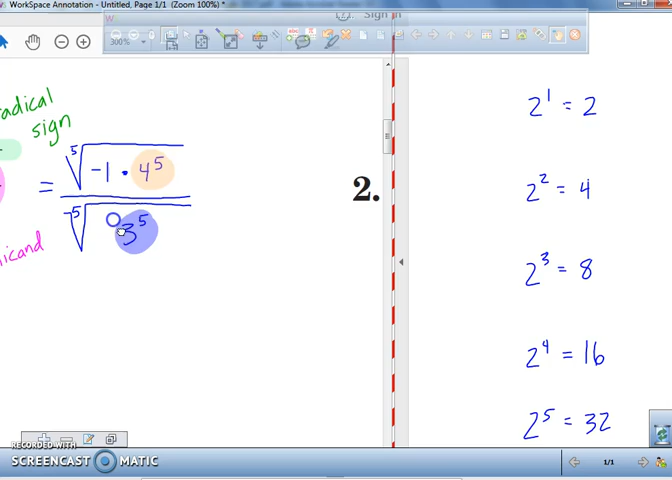 WorkSpace Annotation - Untitled, Page 1/1 (Zoom 100%) *
Sign In
300%
radical
sign
= ⁵√(-1 · 4⁵)
⁵√(3⁵)
icand
2.
2¹ = 2
2² = 4
2³ = 8
2⁴ = 16
2⁵ = 32
RECORDED WITH
SCREENCAST MATIC
1/1